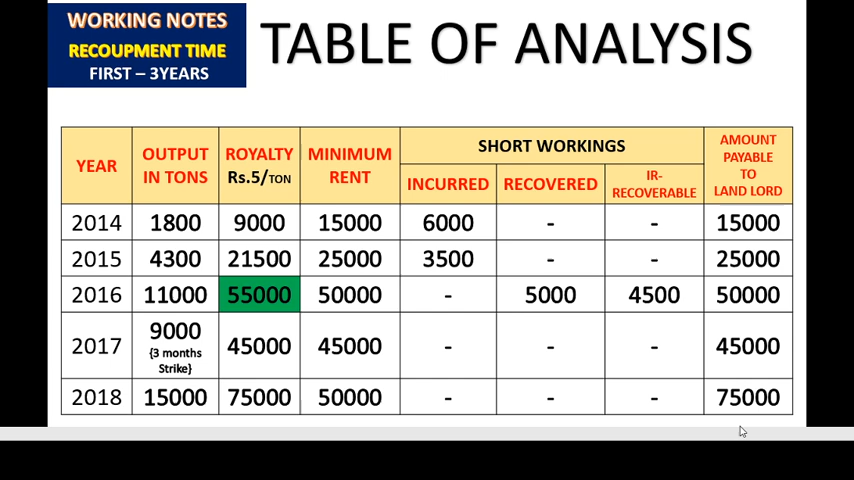 WORKING NOTES
RECOUPMENT TIME
FIRST – 3YEARS
TABLE OF ANALYSIS
YEAR OUTPUT IN TONS ROYALTY Rs.5/TON MINIMUM RENT SHORT WORKINGS AMOUNT PAYABLE TO LAND LORD
INCURRED RECOVERED IR-RECOVERABLE
2014 1800 9000 15000 6000 - - 15000
2015 4300 21500 25000 3500 - - 25000
2016 11000 55000 50000 - 5000 4500 50000
2017 9000 {3 months Strike} 45000 45000 - - - 45000
2018 15000 75000 50000 - - - 75000